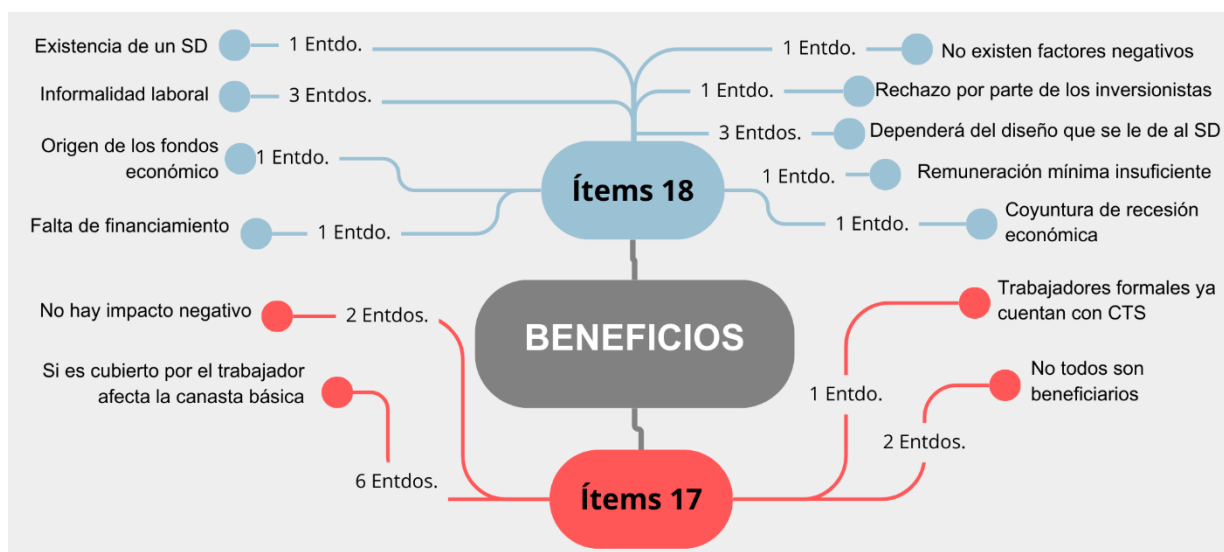 Existencia de un SD
1 Entdo.
Informalidad laboral
3 Entdos.
Origen de los fondos
económico
1 Entdo.
Falta de financiamiento
1 Entdo.
1 Entdo.
No existen factores negativos
1 Entdo.
Rechazo por parte de los inversionistas
3 Entdos.
Dependerá del diseño que se le de al SD
1 Entdo.
Remuneración mínima insuficiente
1 Entdo.
Coyuntura de recesión
económica
Ítems 18
BENEFICIOS
No hay impacto negativo
2 Entdos.
Si es cubierto por el trabajador
afecta la canasta básica
6 Entdos.
Trabajadores formales ya
cuentan con CTS
1 Entdo.
No todos son
beneficiarios
2 Entdos.
Ítems 17